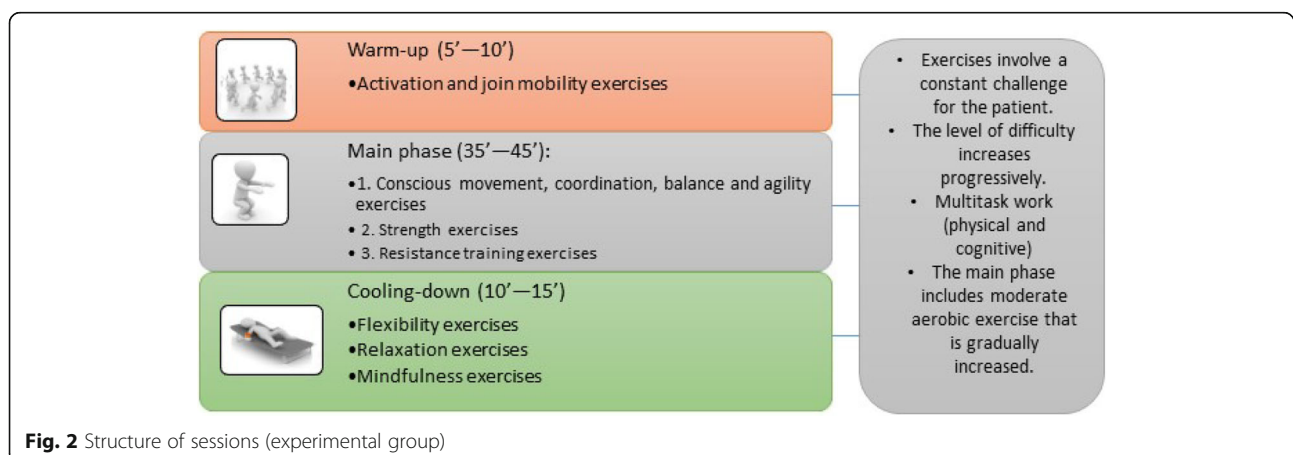 Warm-up (5’—10’)
•Activation and join mobility exercises
Main phase (35’—45’):
•1. Conscious movement, coordination, balance and agility
exercises
• 2. Strength exercises
• 3. Resistance training exercises
Cooling-down (10’—15’)
•Flexibility exercises
•Relaxation exercises
•Mindfulness exercises
• Exercises involve a
constant challenge
for the patient.
• The level of difficulty
increases
progressively.
• Multitask work
(physical and
cognitive)
• The main phase
includes moderate
aerobic exercise that
is gradually
increased.
Fig. 2 Structure of sessions (experimental group)